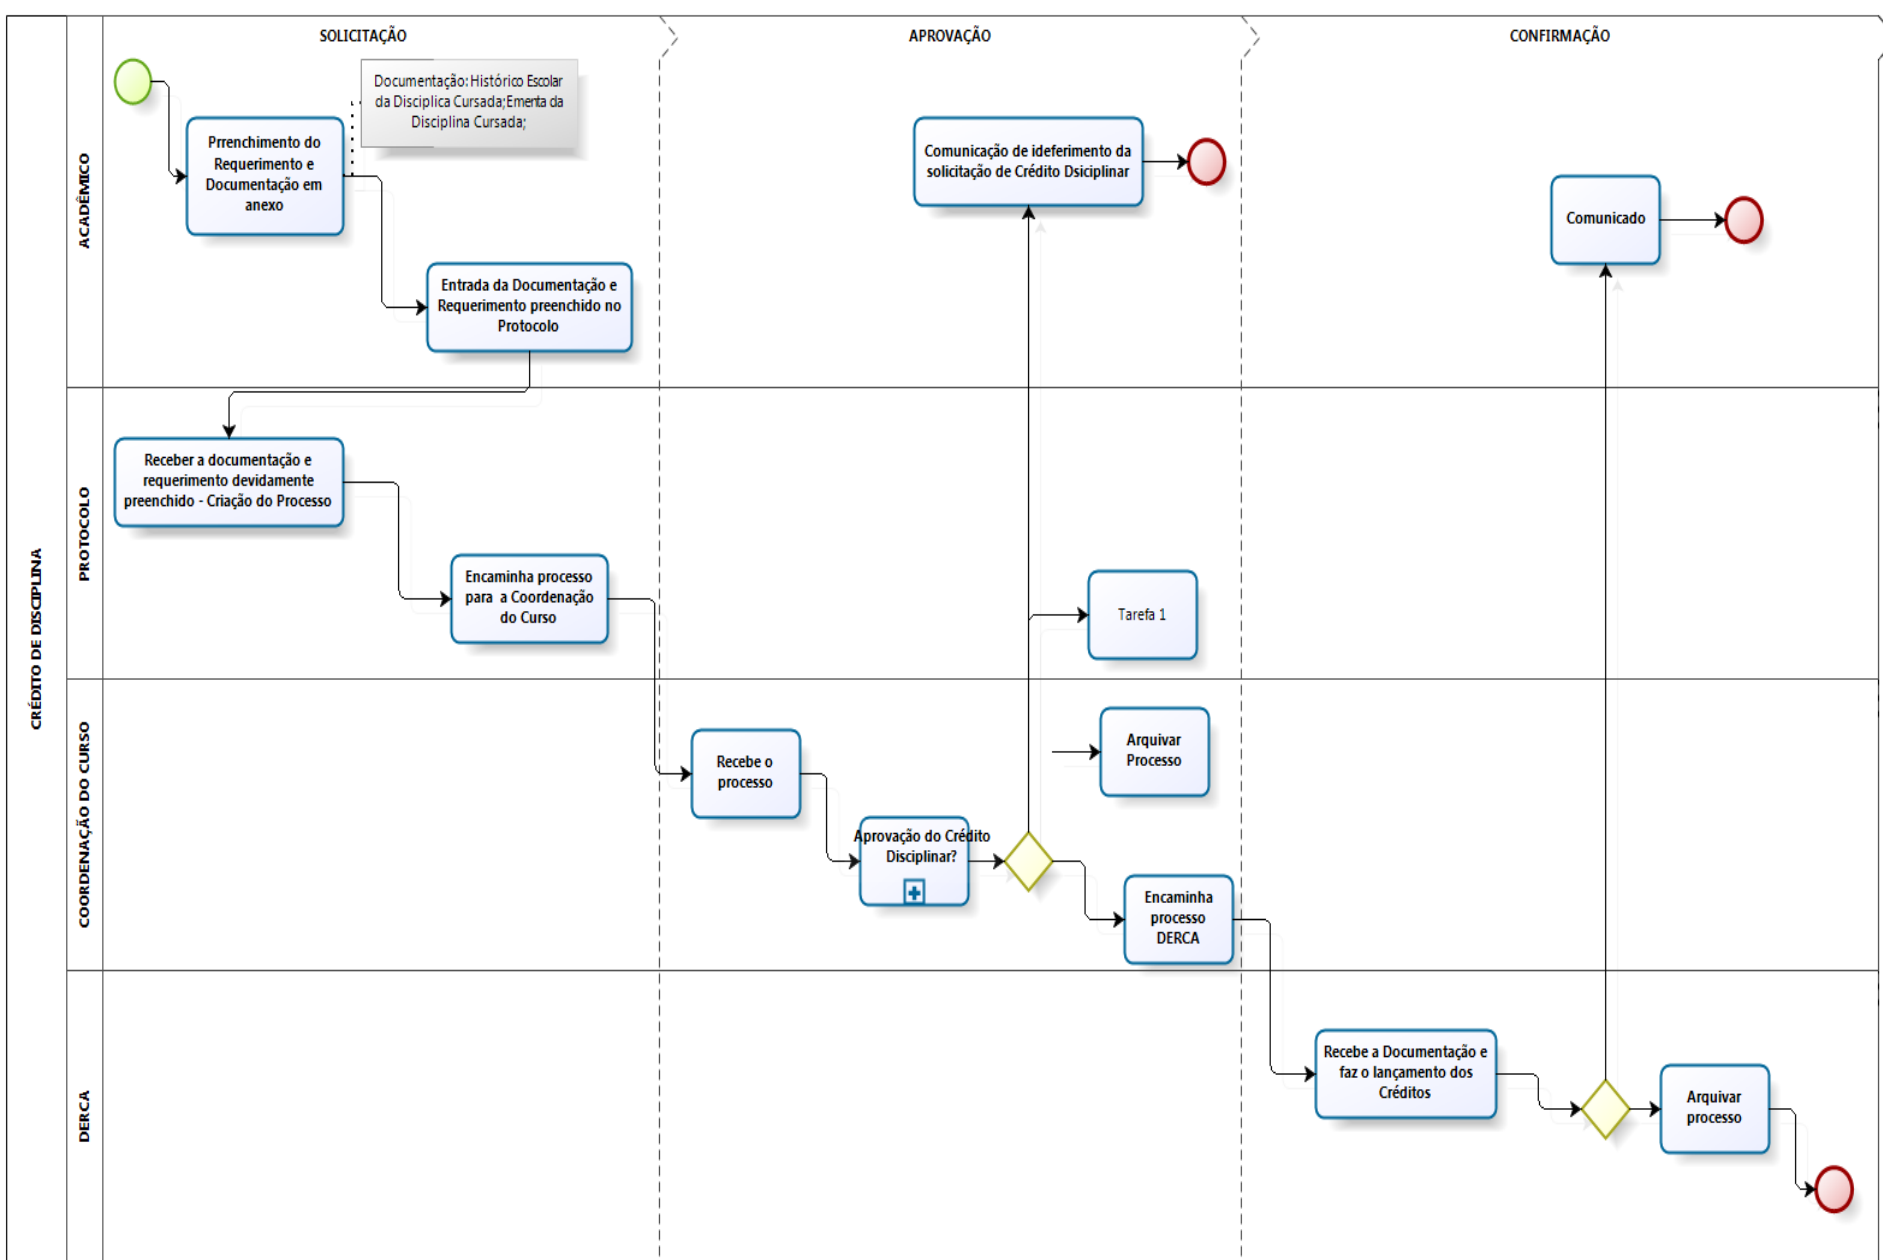 SOLICITAÇÃO
APROVAÇÃO
CONFIRMAÇÃO
CRÉDITO DE DISCIPLINA
ACADÊMICO
Documentação: Histórico Escolar
da Disciplica Cursada;Ementa da
Disciplina Cursada;
Prrenchimento do
Requerimento e
Documentação em
anexo
Entrada da Documentação e
Requerimento preenchido no
Protocolo
Comunicação de ideferimento da
solicitação de Crédito Dsiciplinar
Comunicado
PROTOCOLO
Receber a documentação e
requerimento devidamente
preenchido - Criação do Processo
Encaminha processo
para a Coordenação
do Curso
Tarefa 1
COORDENAÇÃO DO CURSO
Recebe o
processo
Aprovação do Crédito
Disciplinar?
Arquivar
Processo
Encaminha
processo
DERCA
DERCA
Recebe a Documentação e
faz o lançamento dos
Créditos
Arquivar
processo